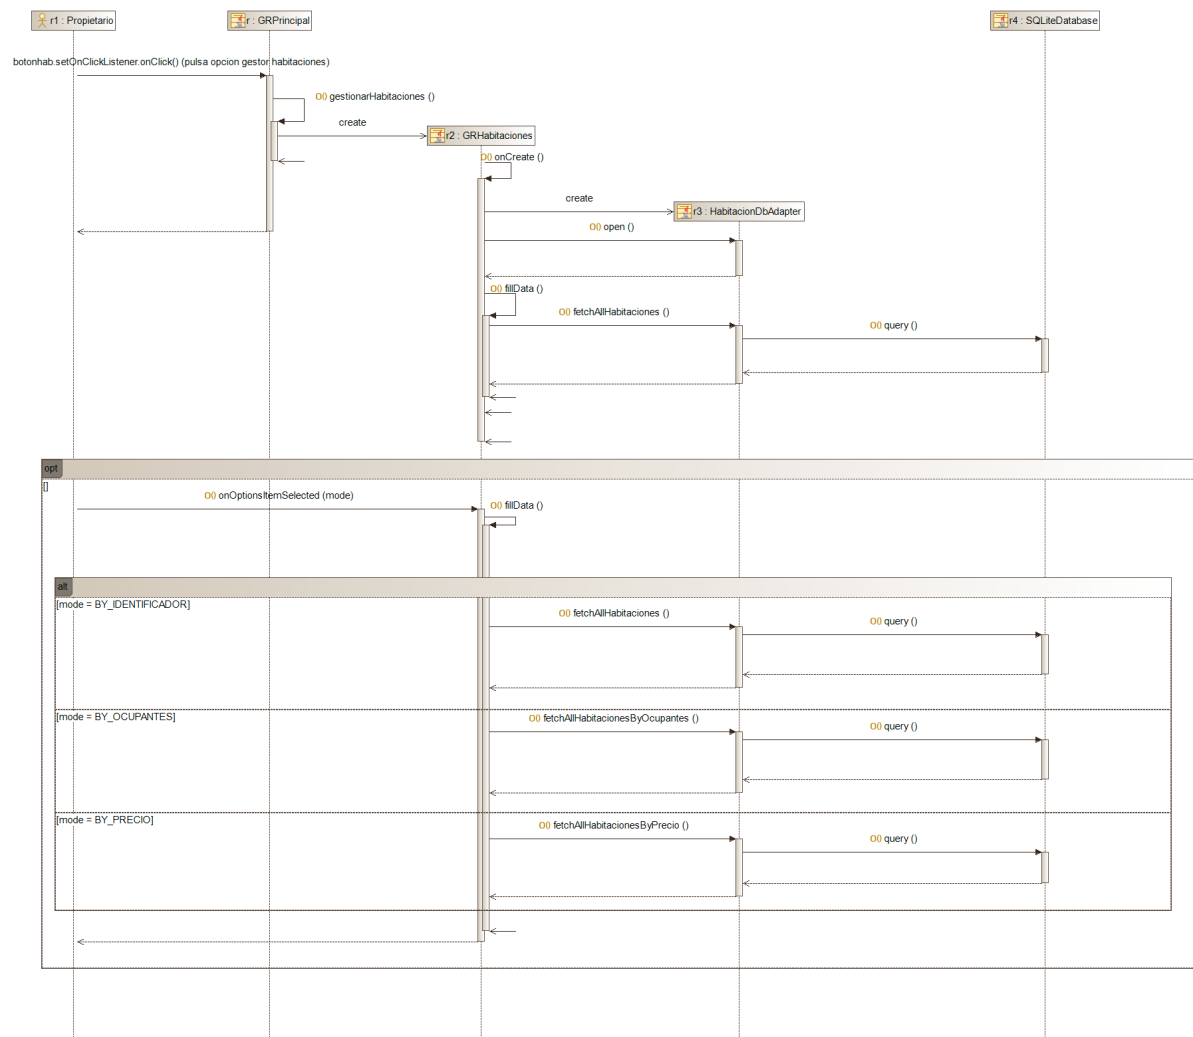 r1 : Propietario
r : GRPrincipal
r4 : SQLiteDatabase
botonhab.setOnClickListener.onClick() (pulsa opcion gestor habitaciones)
O() gestionarHabitaciones ()
create
r2 : GRHabitaciones
O() onCreate ()
create
r3 : HabitacionDbAdapter
O() open ()
O() fillData ()
O() fetchAllHabitaciones ()
O() query ()
opt
[]
O() onOptionsItemSelected (mode)
O() fillData ()
alt
[mode = BY_IDENTIFICADOR]
O() fetchAllHabitaciones ()
O() query ()
[mode = BY_OCUPANTES]
O() fetchAllHabitacionesByOcupantes ()
O() query ()
[mode = BY_PRECIO]
O() fetchAllHabitacionesByPrecio ()
O() query ()